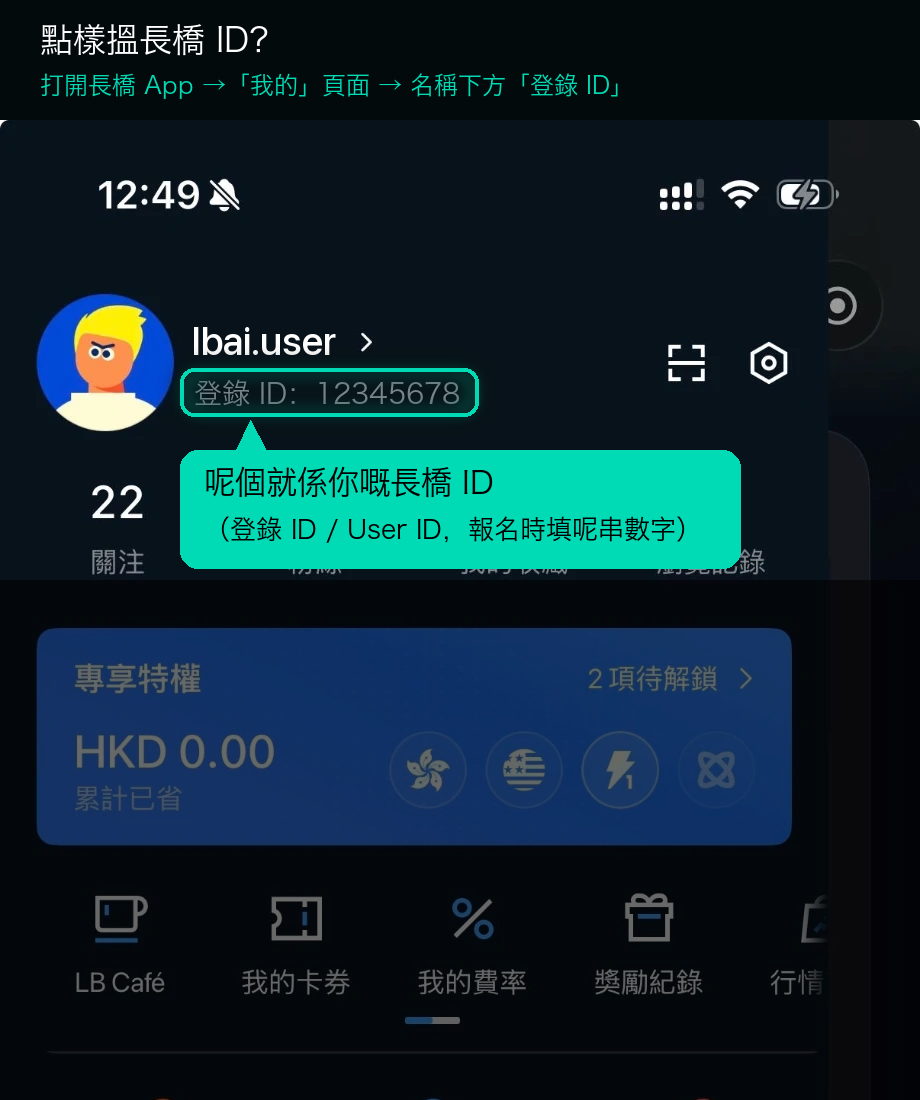 點樣搵長橋 ID?
打開長橋 App →「我的」頁面 → 名稱下方「登錄 ID」
12:49
lbai.user >
登錄 ID: 12345678
呢個就係你嘅長橋 ID
（登錄 ID / User ID，報名時填呢串數字）
22
關注
瀏覽記錄
專享特權
2 項待解鎖 >
HKD 0.00
累計已省
1
LB Café
我的卡券
我的費率
獎勵紀錄
行情